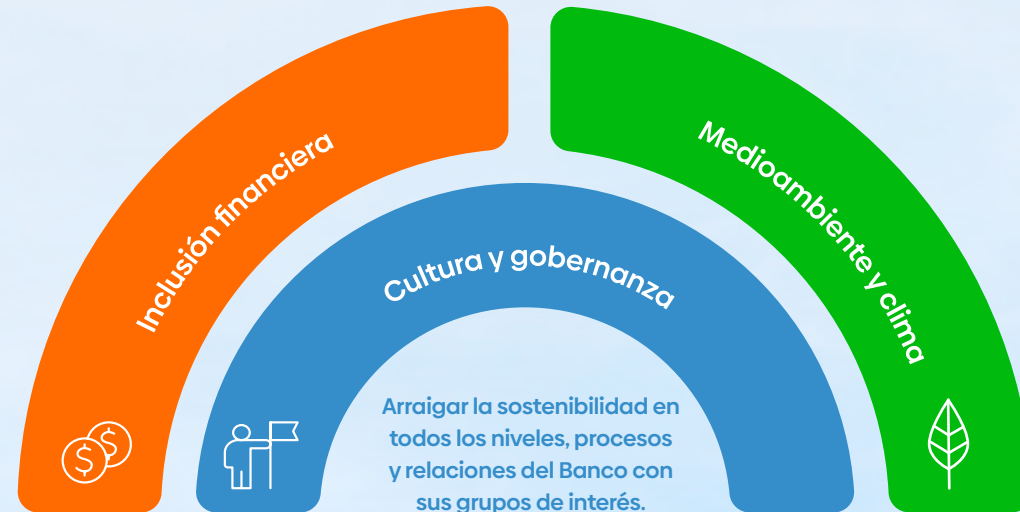 Inclusión financiera
Medioambiente y clima
Cultura y gobernanza
Arraigar la sostenibilidad en
todos los niveles, procesos
y relaciones del Banco con
sus grupos de interés.
$
$